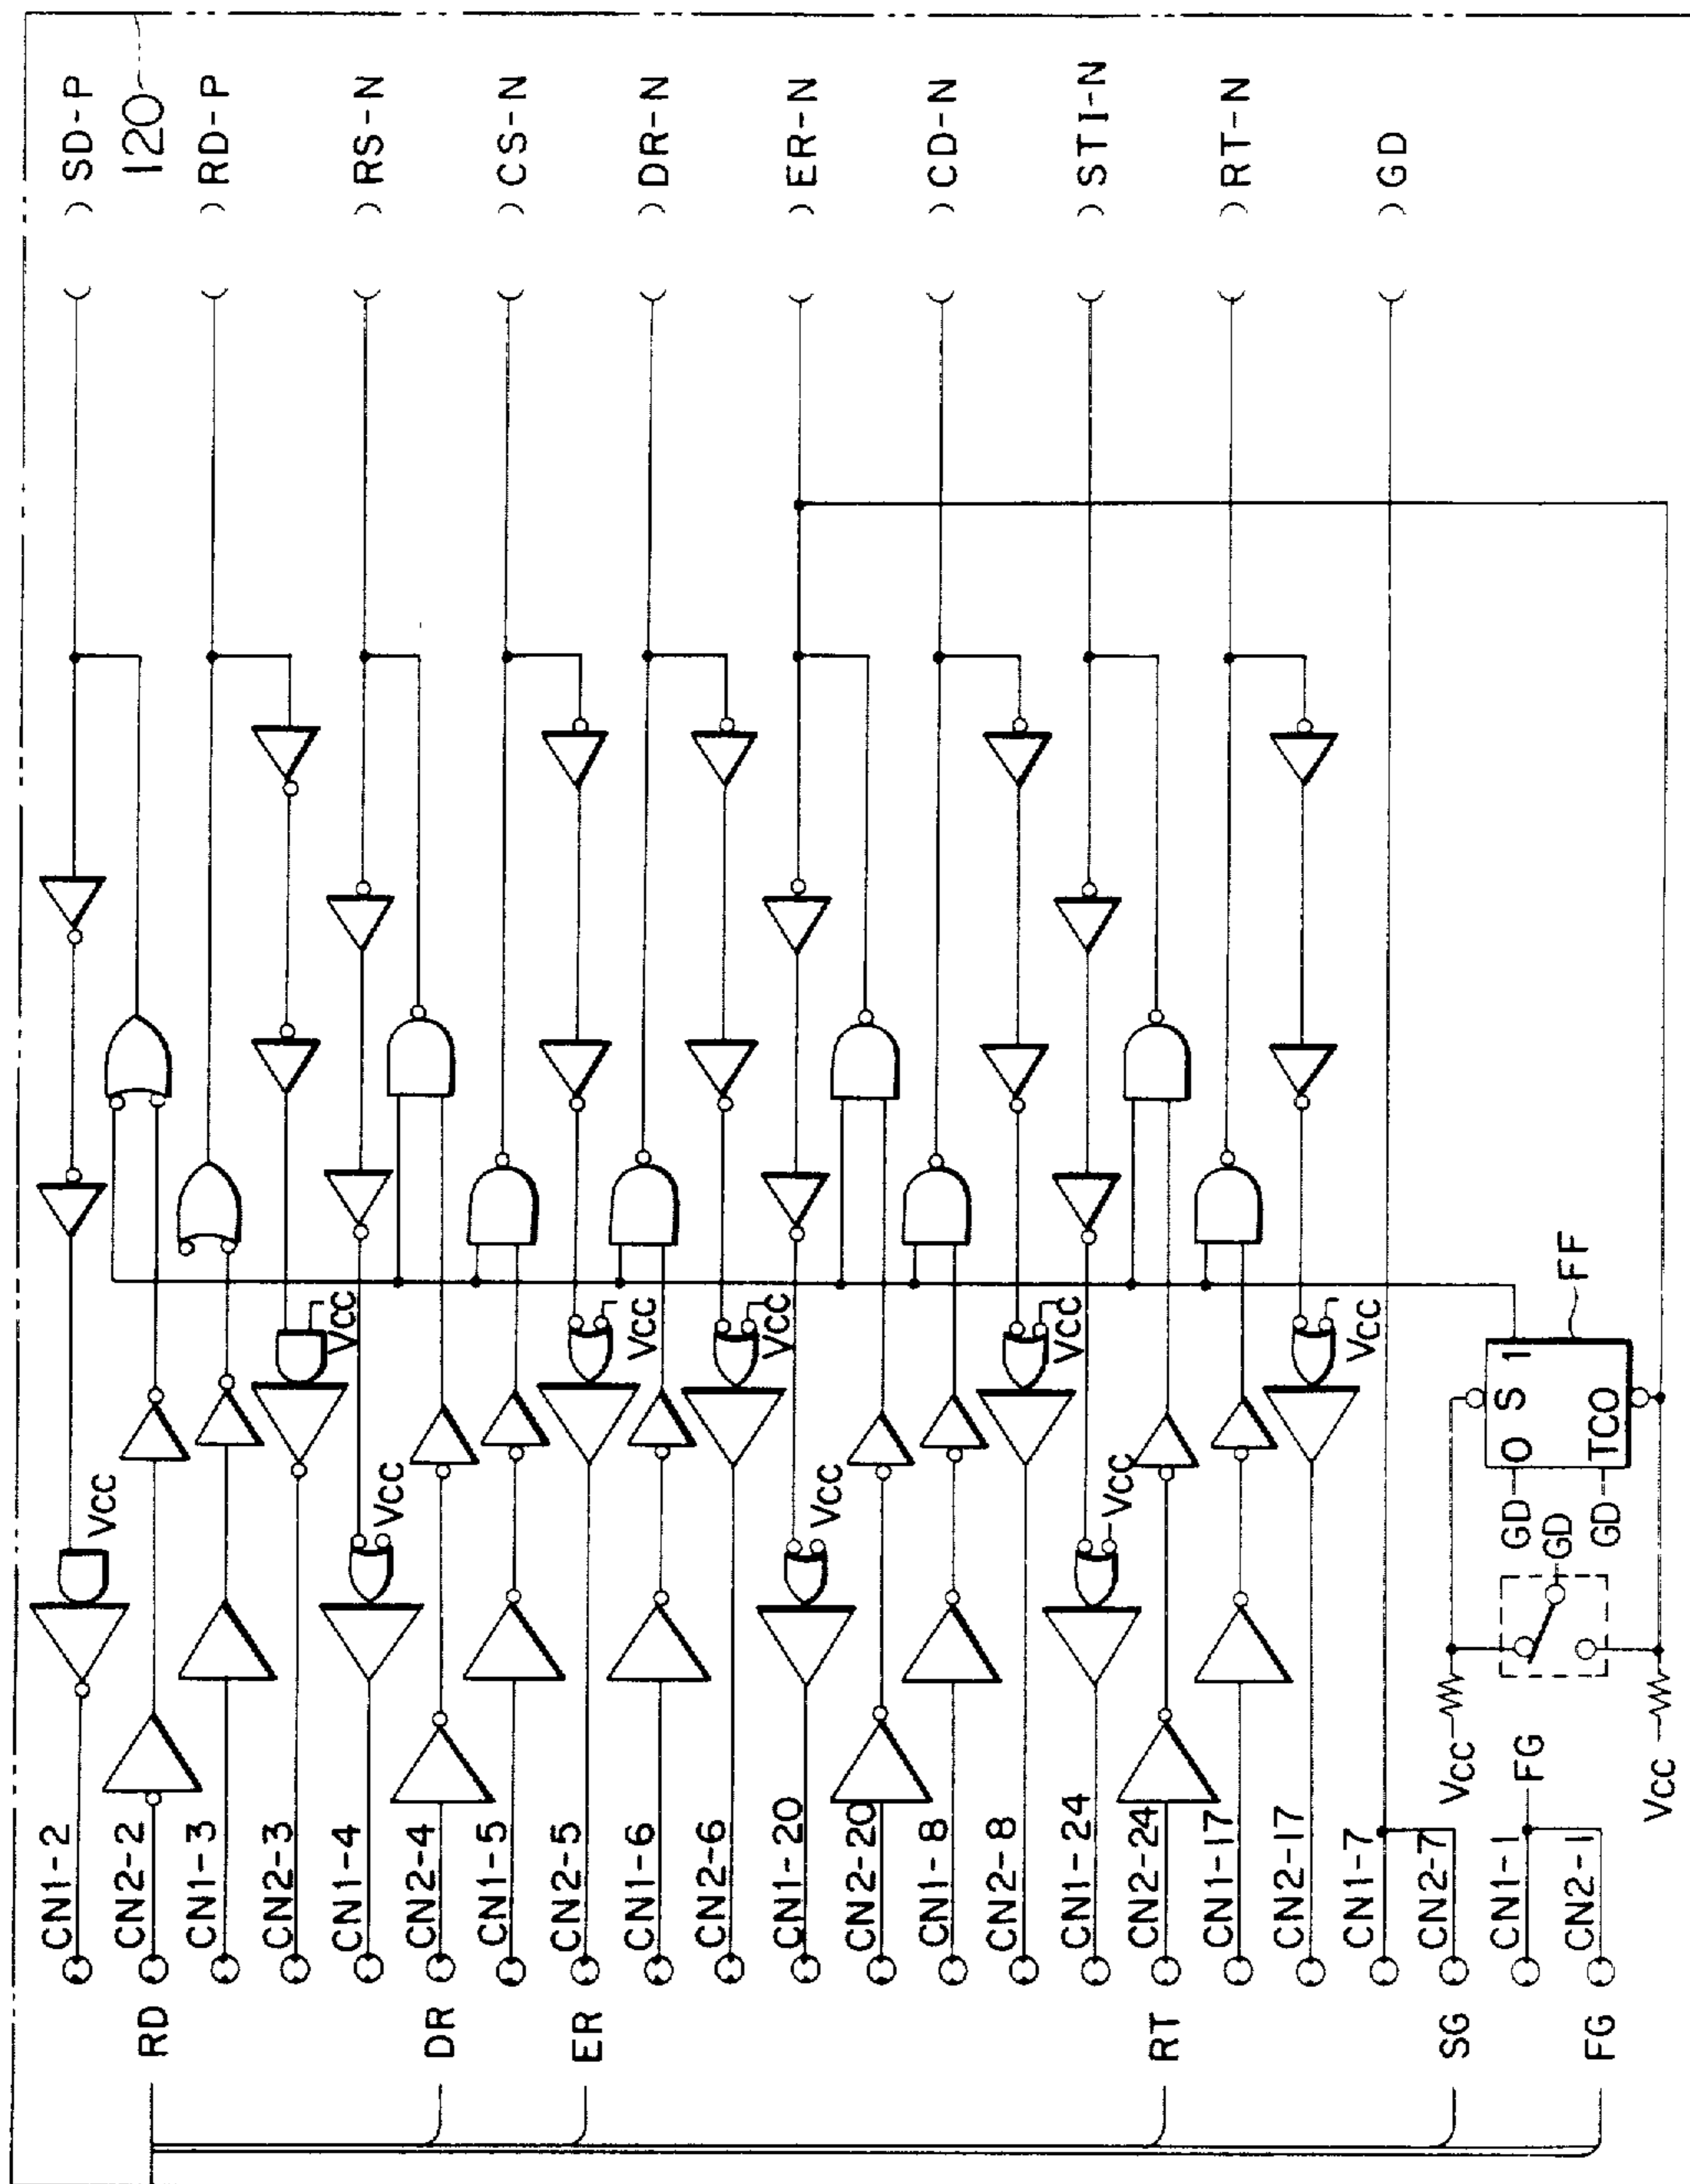 SD-P
120
RD-P
RS-N
CS-N
DR-N
ER-N
CD-N
STI-N
RT-N
GD
Vcc
Vcc
Vcc
Vcc
Vcc
Vcc
Vcc
Vcc
Vcc
FF
O S 1
TCO
GD
GD
GD
Vcc
Vcc
FG
CN1-2
CN2-2
CN1-3
CN2-3
CN1-4
CN2-4
CN1-5
CN2-5
CN1-6
CN2-6
CN1-20
CN2-20
CN1-8
CN2-8
CN1-24
CN2-24
CN1-17
CN2-17
CN1-7
CN2-7
CN1-1
CN2-1
RD
DR
ER
RT
SG
FG